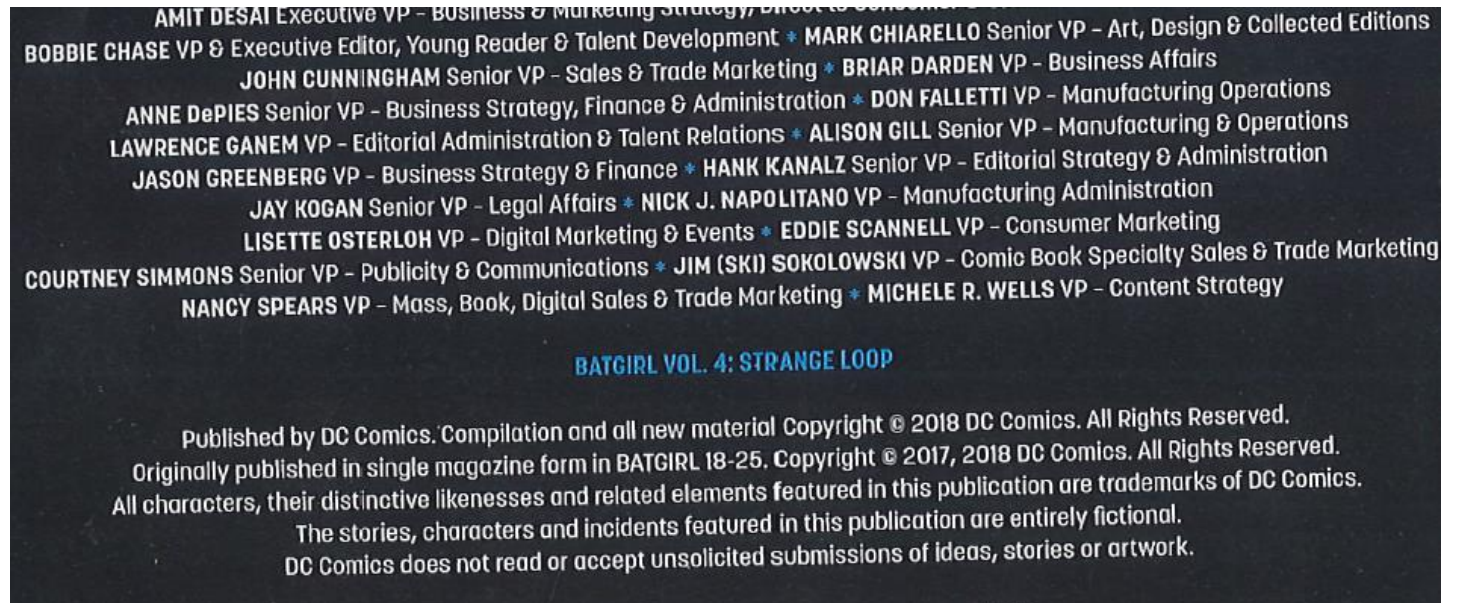 AMIT DESAI Executive VP – Business & Marketing Strategy, Direct to
BOBBIE CHASE VP & Executive Editor, Young Reader & Talent Development * MARK CHIARELLO Senior VP – Art, Design & Collected Editions
JOHN CUNNINGHAM Senior VP – Sales & Trade Marketing * BRIAR DARDEN VP – Business Affairs
ANNE DePIES Senior VP – Business Strategy, Finance & Administration * DON FALLETTI VP – Manufacturing Operations
LAWRENCE GANEM VP – Editorial Administration & Talent Relations * ALISON GILL Senior VP – Manufacturing & Operations
JASON GREENBERG VP – Business Strategy & Finance * HANK KANALZ Senior VP – Editorial Strategy & Administration
JAY KOGAN Senior VP – Legal Affairs * NICK J. NAPOLITANO VP – Manufacturing Administration
LISETTE OSTERLOH VP – Digital Marketing & Events * EDDIE SCANNELL VP – Consumer Marketing
COURTNEY SIMMONS Senior VP – Publicity & Communications * JIM (SKI) SOKOLOWSKI VP – Comic Book Specialty Sales & Trade Marketing
NANCY SPEARS VP – Mass, Book, Digital Sales & Trade Marketing * MICHELE R. WELLS VP – Content Strategy
BATGIRL VOL. 4: STRANGE LOOP
Published by DC Comics. Compilation and all new material Copyright © 2018 DC Comics. All Rights Reserved.
Originally published in single magazine form in BATGIRL 18-25. Copyright © 2017, 2018 DC Comics. All Rights Reserved.
All characters, their distinctive likenesses and related elements featured in this publication are trademarks of DC Comics.
The stories, characters and incidents featured in this publication are entirely fictional.
DC Comics does not read or accept unsolicited submissions of ideas, stories or artwork.